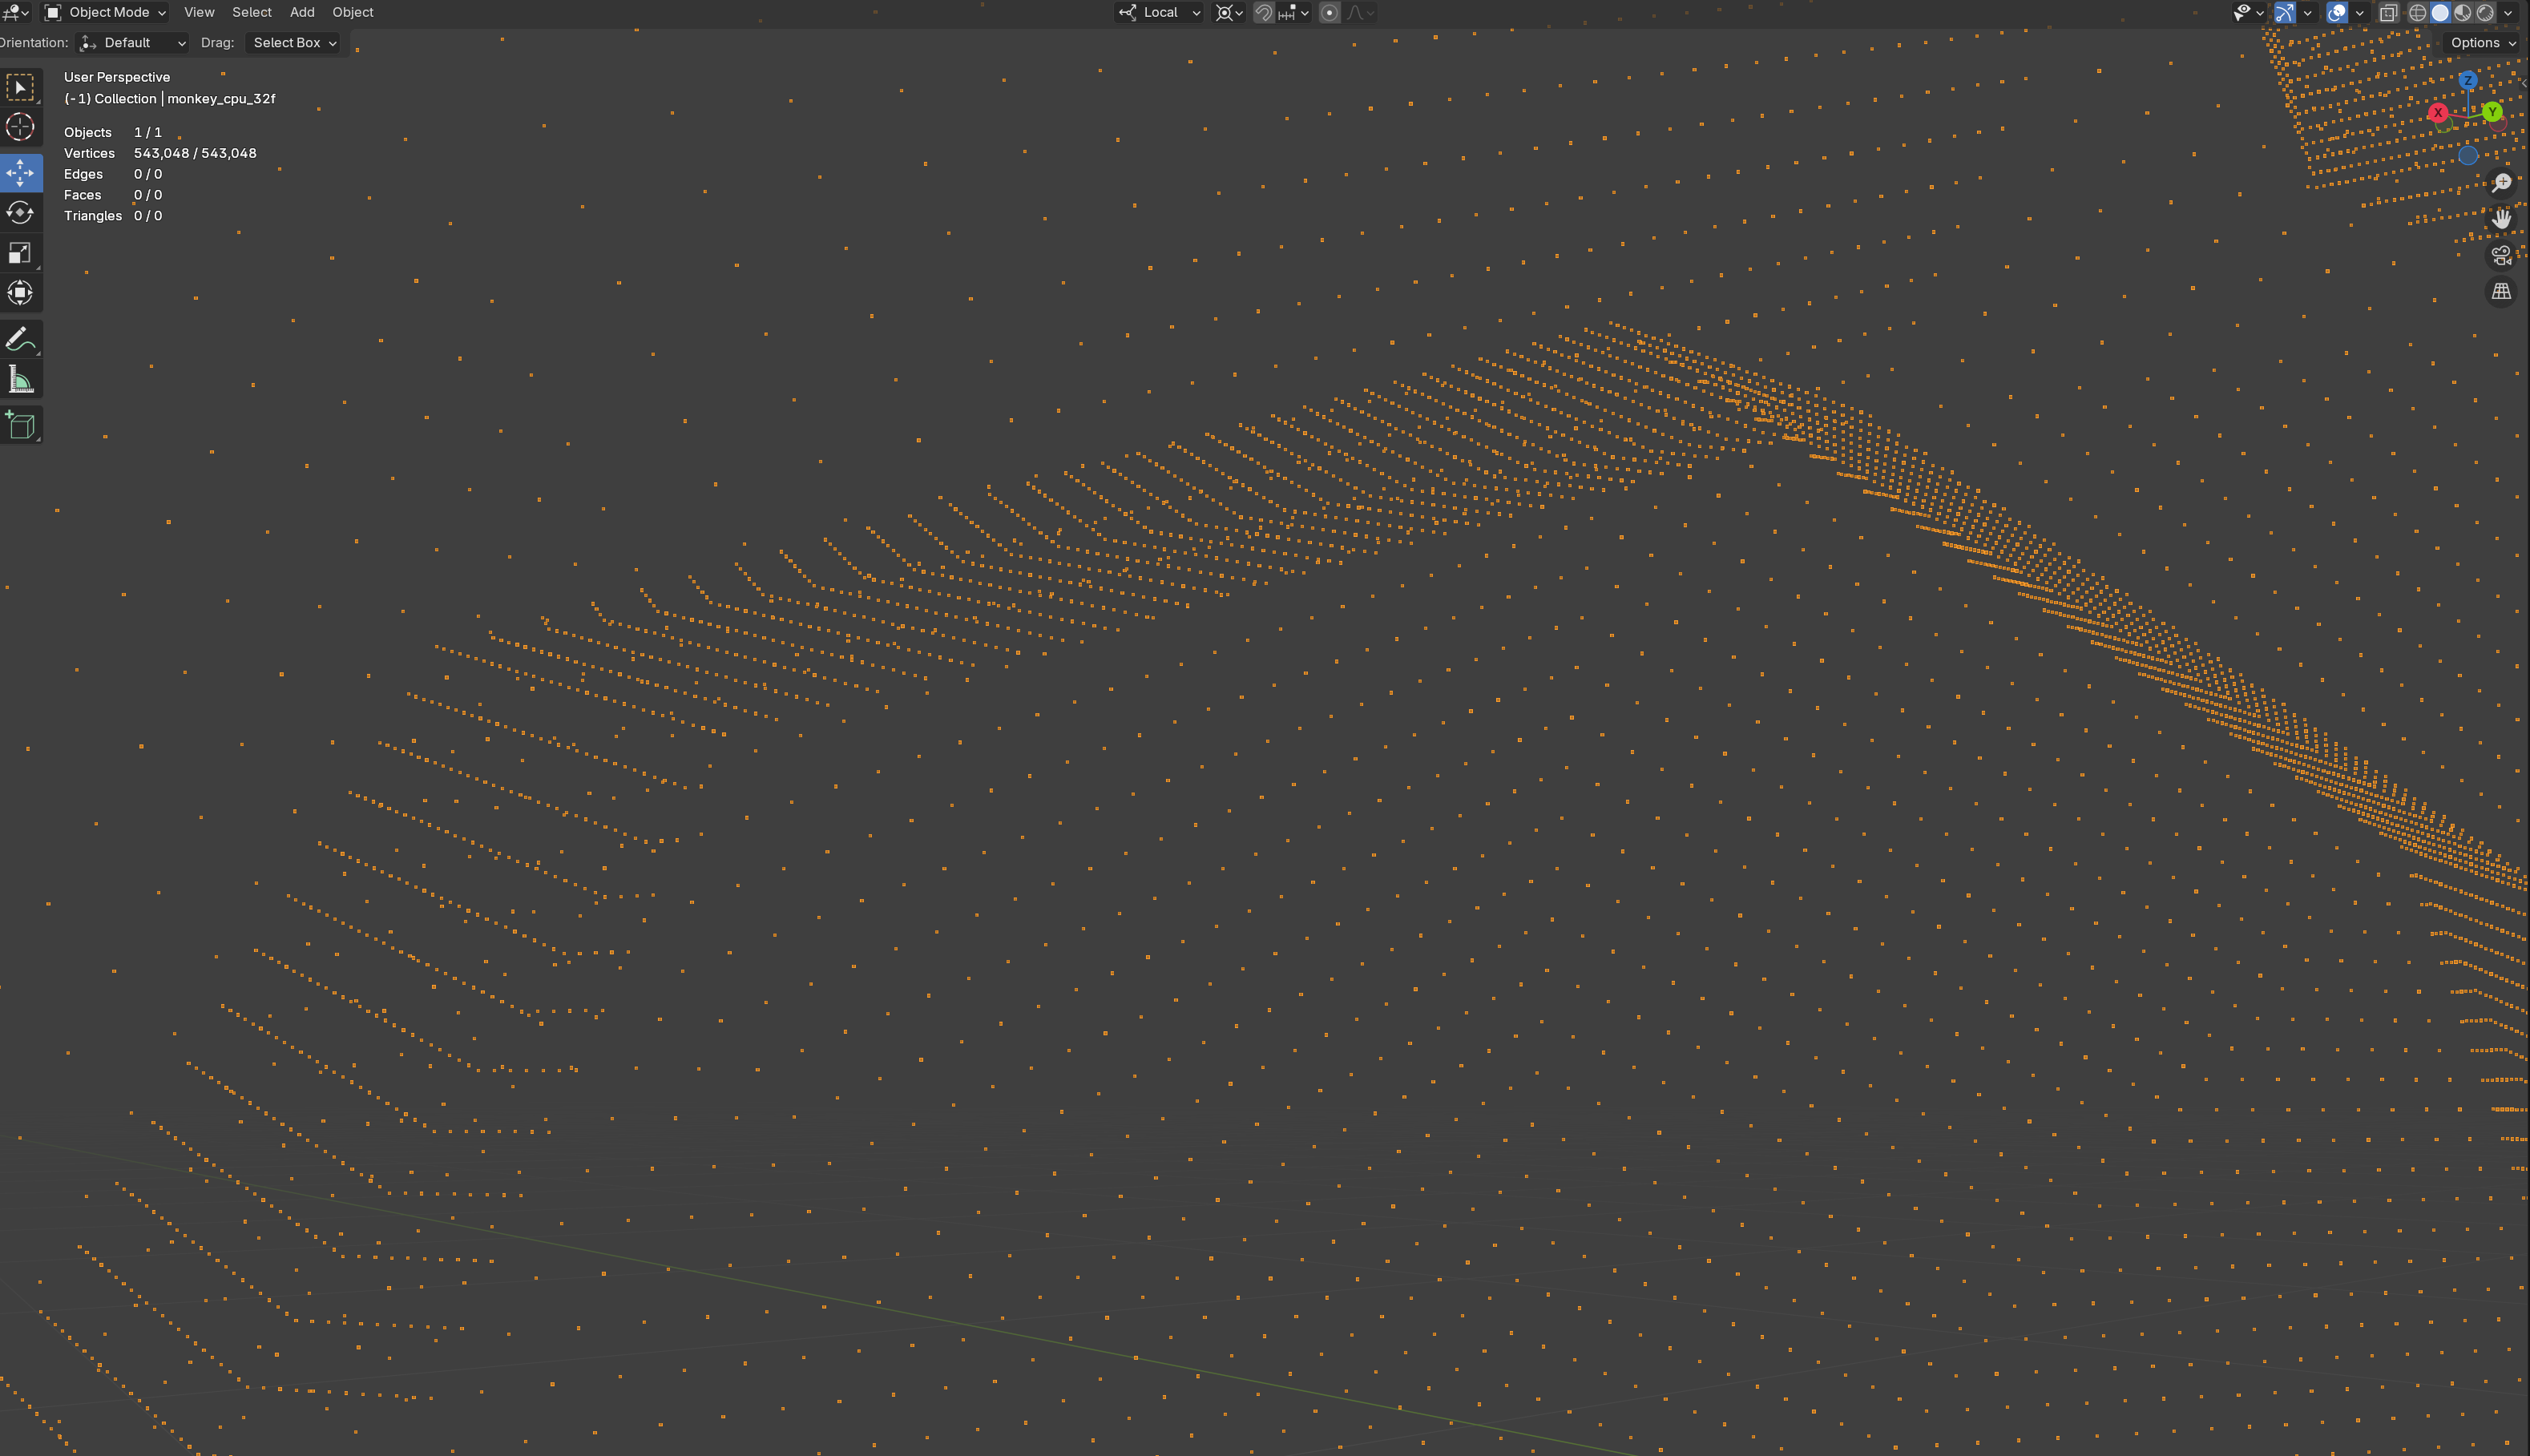 Object Mode View Select Add Object Local
Orientation: Default Drag: Select Box Options
User Perspective
(-1) Collection | monkey_cpu_32f
Objects 1 / 1
Vertices 543,048 / 543,048
Edges 0 / 0
Faces 0 / 0
Triangles 0 / 0
Z
X Y